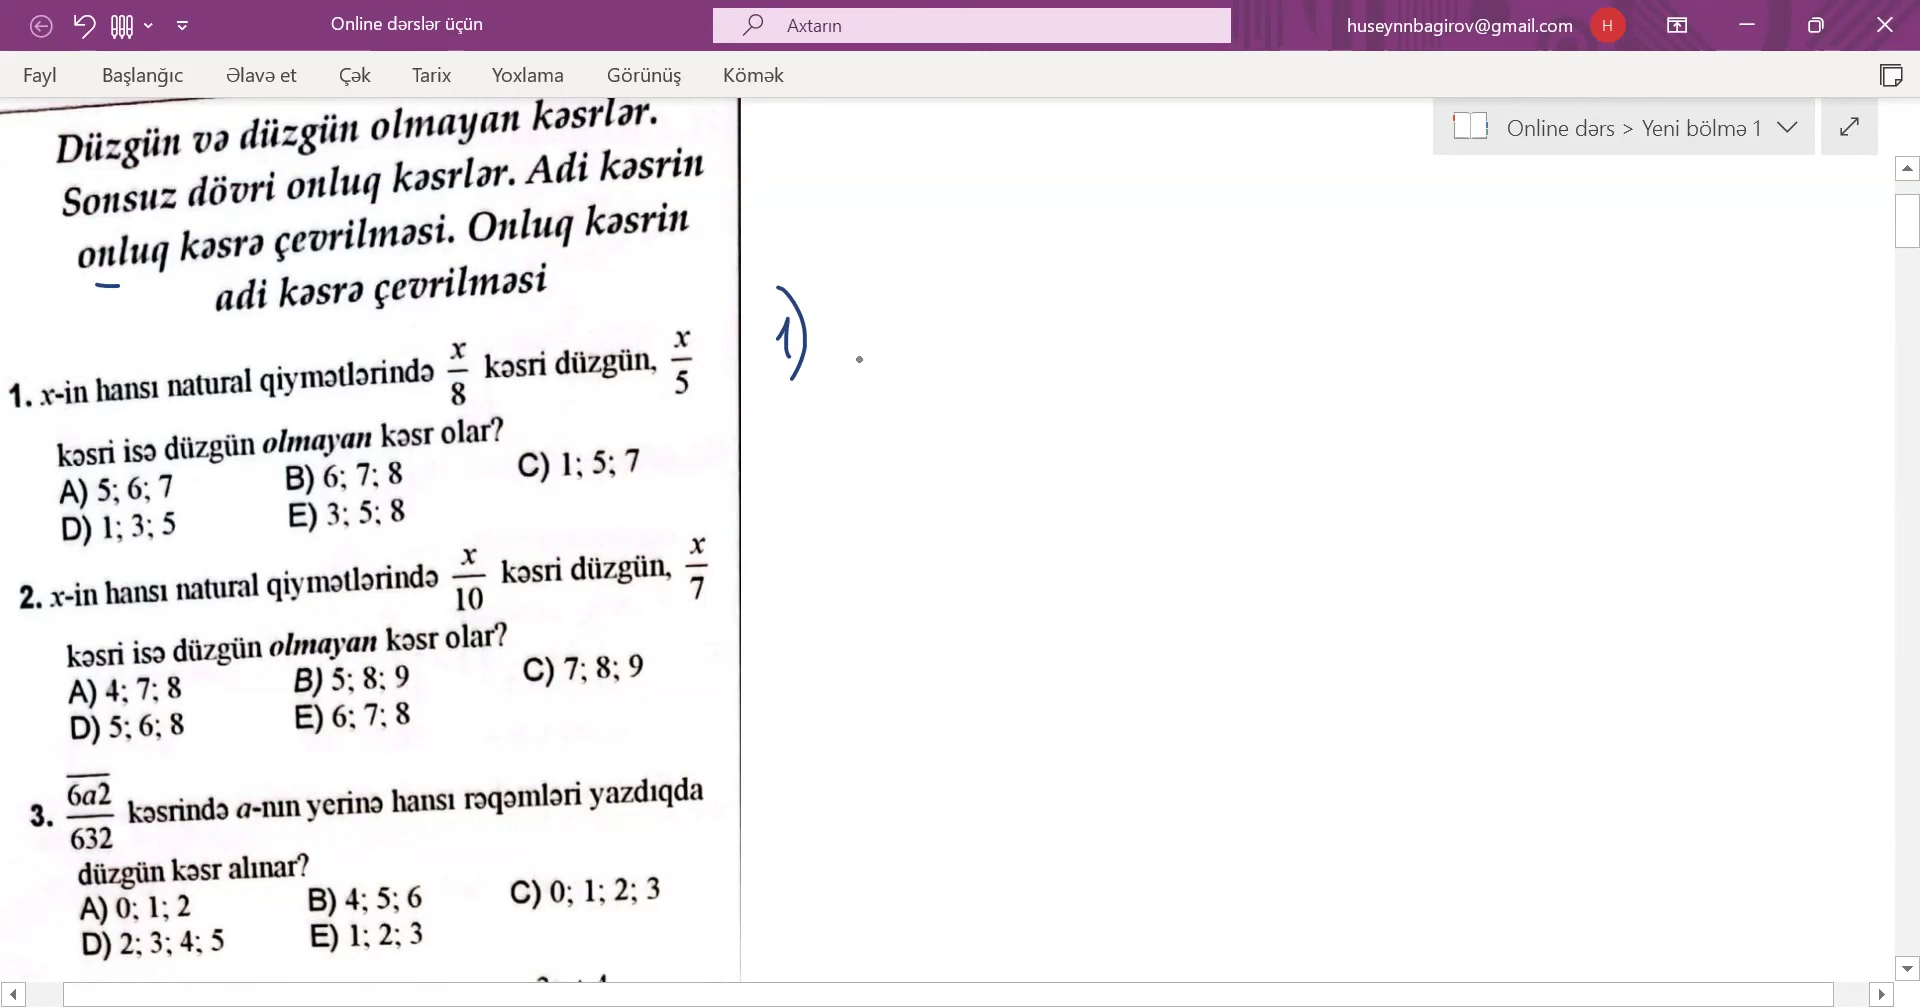 Online dərslər üçün
Axtarın
huseynnbagirov@gmail.com
H
Fayl Başlanğıc Əlavə et Çək Tarix Yoxlama Görünüş Kömək
Online dərs > Yeni bölmə 1
Düzgün və düzgün olmayan kəsrlər.
Sonsuz dövri onluq kəsrlər. Adi kəsrin
onluq kəsrə çevrilməsi. Onluq kəsrin
adi kəsrə çevrilməsi
1. x-in hansı natural qiymətlərində x/8 kəsri düzgün, x/5
kəsri isə düzgün olmayan kəsr olar?
A) 5; 6; 7 B) 6; 7; 8 C) 1; 5; 7
D) 1; 3; 5 E) 3; 5; 8
2. x-in hansı natural qiymətlərində x/10 kəsri düzgün, x/7
kəsri isə düzgün olmayan kəsr olar?
A) 4; 7; 8 B) 5; 8; 9 C) 7; 8; 9
D) 5; 6; 8 E) 6; 7; 8
3. 6a2/632 kəsrində a-nın yerinə hansı rəqəmləri yazdıqda
düzgün kəsr alınar?
A) 0; 1; 2 B) 4; 5; 6 C) 0; 1; 2; 3
D) 2; 3; 4; 5 E) 1; 2; 3
1)